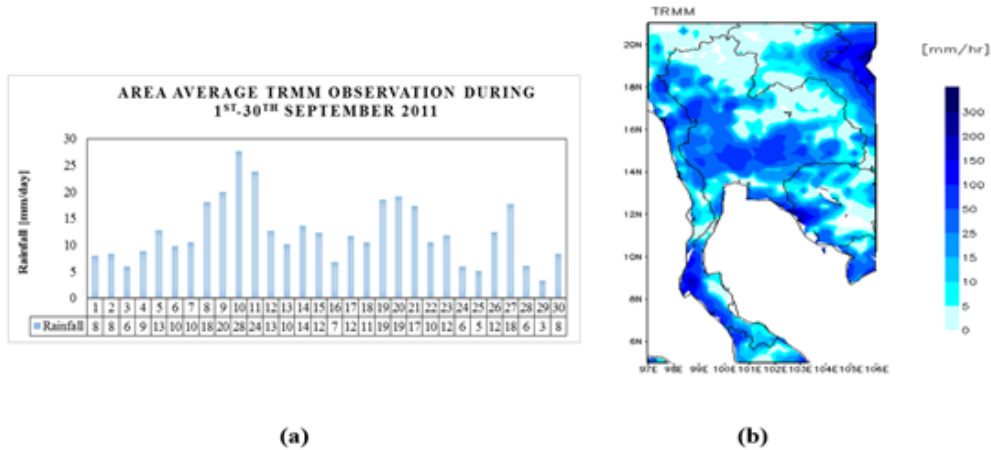 AREA AVERAGE TRMM OBSERVATION DURING
1ST-30TH SEPTEMBER 2011
Rainfall [mm/day]
30
25
20
15
10
5
0
1 2 3 4 5 6 7 8 9 10 11 12 13 14 15 16 17 18 19 20 21 22 23 24 25 26 27 28 29 30
Rainfall 8 8 6 9 13 10 10 18 20 28 24 13 10 14 12 7 12 11 19 19 17 10 12 6 5 12 18 6 3 8
(a)
TRMM
20N
18N
16N
14N
12N
10N
8N
6N
97E 98E 99E 100E 101E 102E 103E 104E 105E 106E
[mm/hr]
300
200
150
100
50
25
15
10
5
0
(b)